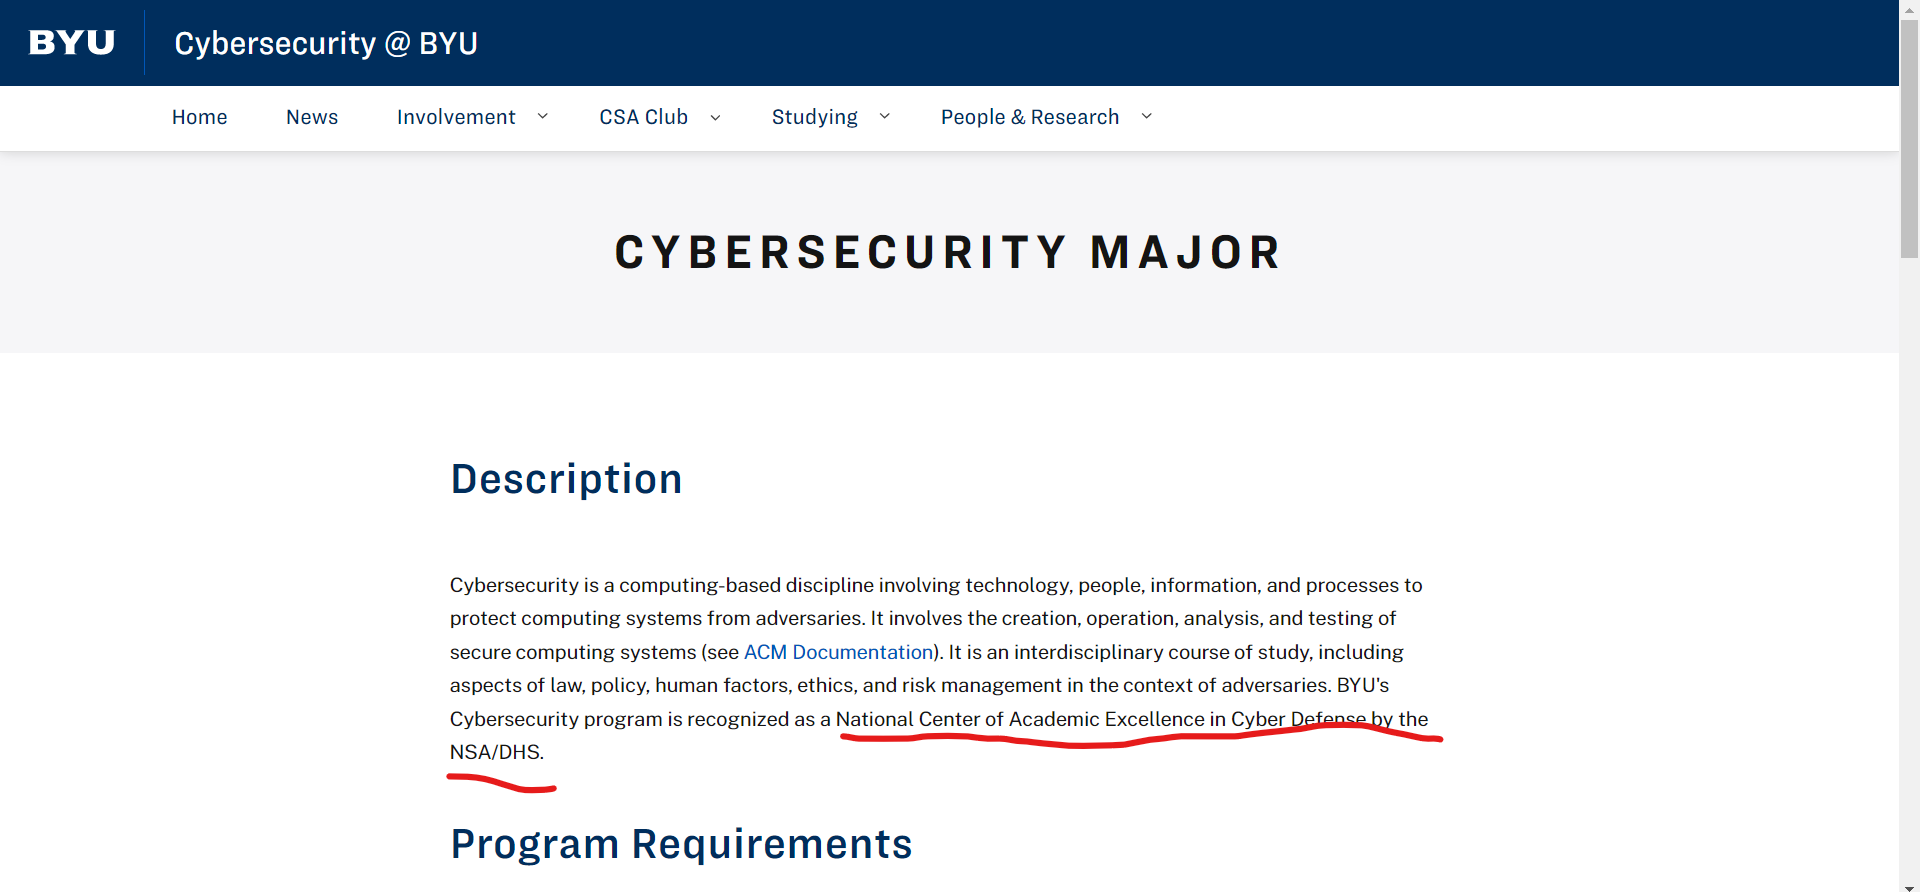 BYU Cybersecurity @ BYU
Home News Involvement CSA Club Studying People & Research
CYBERSECURITY MAJOR
Description
Cybersecurity is a computing-based discipline involving technology, people, information, and processes to
protect computing systems from adversaries. It involves the creation, operation, analysis, and testing of
secure computing systems (see ACM Documentation). It is an interdisciplinary course of study, including
aspects of law, policy, human factors, ethics, and risk management in the context of adversaries. BYU's
Cybersecurity program is recognized as a National Center of Academic Excellence in Cyber Defense by the
NSA/DHS.
Program Requirements